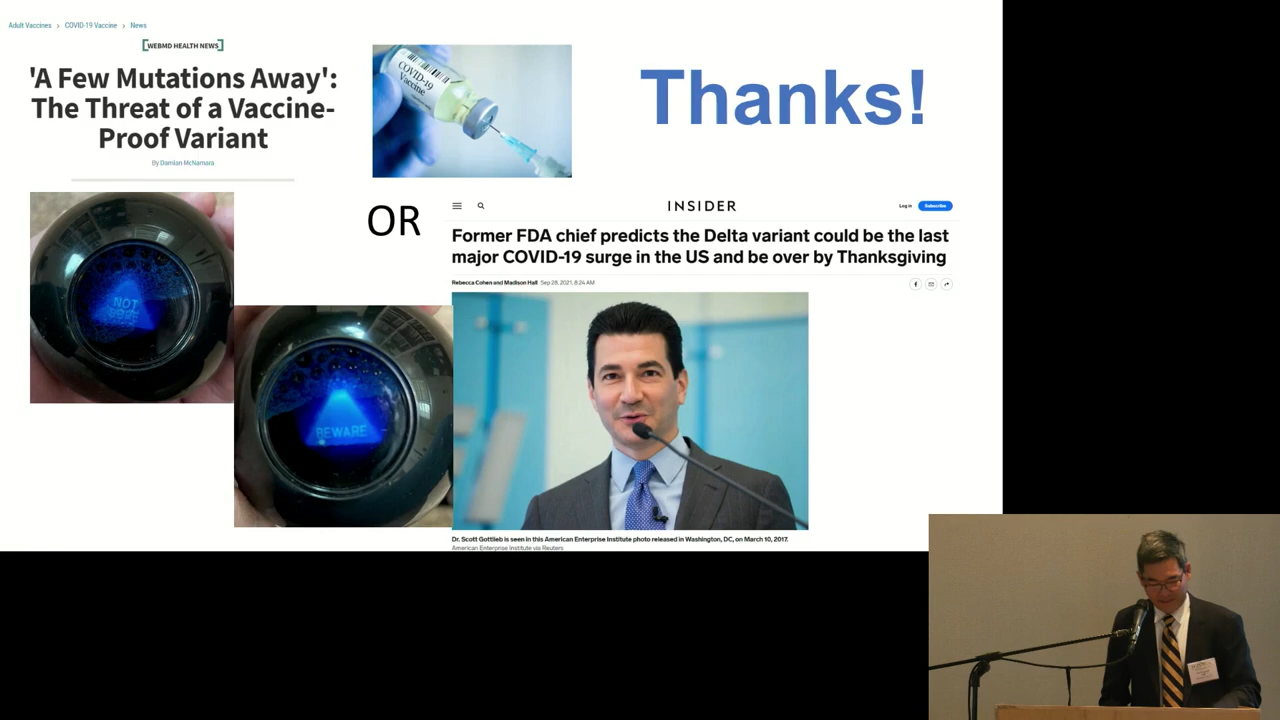 Adult Vaccines > COVID-19 Vaccine > News
[WEBMD HEALTH NEWS]
'A Few Mutations Away':
The Threat of a Vaccine-
Proof Variant
By Damian McNamara
COVID-19
Vaccine
Thanks!
NOT
BEWARE
OR
INSIDER
Log in
Subscribe
Former FDA chief predicts the Delta variant could be the last
major COVID-19 surge in the US and be over by Thanksgiving
Rebecca Cohen and Madison Hall Sep 28, 2021, 8:24 AM
Dr. Scott Gottlieb is seen in this American Enterprise Institute photo released in Washington, DC, on March 10, 2017.
American Enterprise Institute via Reuters